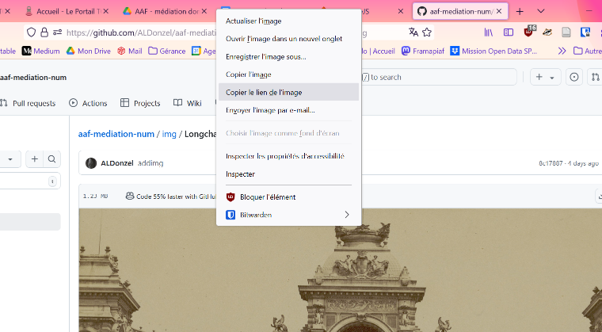 Accueil - Le Portail T
AAF - médiation do
JS
aaf-mediation-num/
https://github.com/ALDonzel/aaf-media
table
Medium
Mon Drive
Mail
Gérance
do | Accueil
Framapiaf
Mission Open Data SP...
Autre
aaf-mediation-num
/ to search
Pull requests
Actions
Projects
Wiki
aaf-mediation-num / img / Longcha
ALDonzel addimg
· 4 days ago
1.23 MB
Code 55% faster with
Actualiser l'image
Ouvrir l'image dans un nouvel onglet
Enregistrer l'image sous...
Copier l'image
Copier le lien de l'image
Envoyer l'image par e-mail...
Choisir l'image comme fond d'écran
Inspecter les propriétés d'accessibilité
Inspecter
Bloquer l'élément
Bitwarden